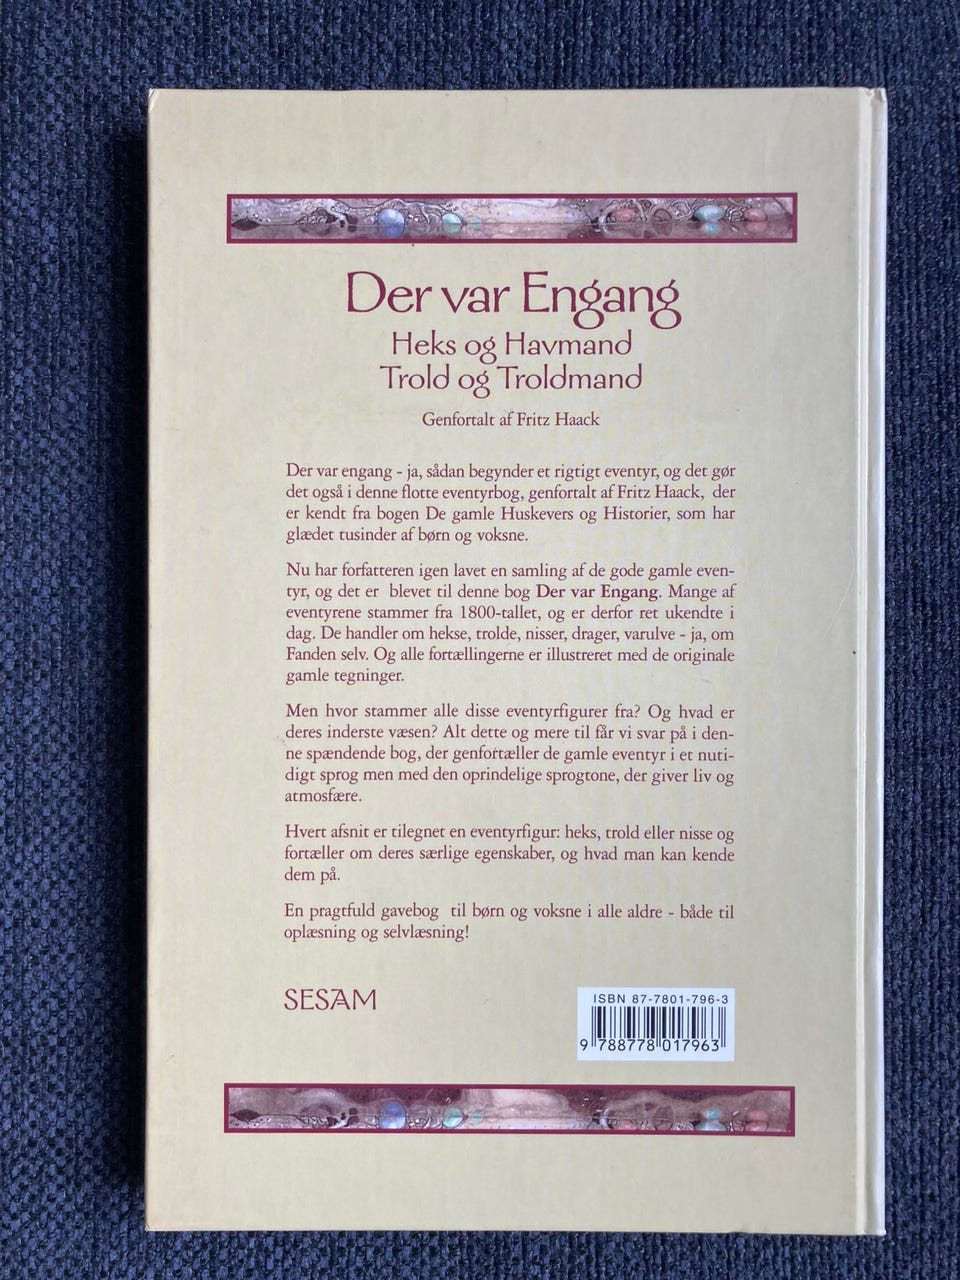 Der var Engang
Heks og Havmand
Trold og Troldmand
Genfortalt af Fritz Haack
Der var engang - ja, sådan begynder et rigtigt eventyr, og det gør
det også i denne flotte eventyrbog, genfortalt af Fritz Haack, der
er kendt fra bogen De gamle Huskevers og Historier, som har
glædet tusinder af børn og voksne.
Nu har forfatteren igen lavet en samling af de gode gamle even-
tyr, og det er blevet til denne bog Der var Engang. Mange af
eventyrene stammer fra 1800-tallet, og er derfor ret ukendte i
dag. De handler om hekse, trolde, nisser, drager, varulve - ja, om
Fanden selv. Og alle fortællingerne er illustreret med de originale
gamle tegninger.
Men hvor stammer alle disse eventyrfigurer fra? Og hvad er
deres inderste væsen? Alt dette og mere til får vi svar på i den-
ne spændende bog, der genfortæller de gamle eventyr i et nuti-
digt sprog men med den oprindelige sprogtone, der giver liv og
atmosfære.
Hvert afsnit er tilegnet en eventyrfigur: heks, trold eller nisse og
fortæller om deres særlige egenskaber, og hvad man kan kende
dem på.
En pragtfuld gavebog til børn og voksne i alle aldre - både til
oplæsning og selvlæsning!
SESAM
ISBN 87-7801-796-3
9 788778 017963